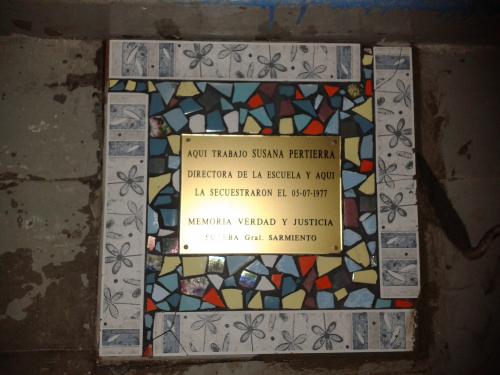 AQUI TRABAJO SUSANA PERTIERRA
DIRECTORA DE LA ESCUELA Y AQUI
LA SECUESTRARON EL 05-07-1977
MEMORIA VERDAD Y JUSTICIA
SUTEBA Gral. SARMIENTO